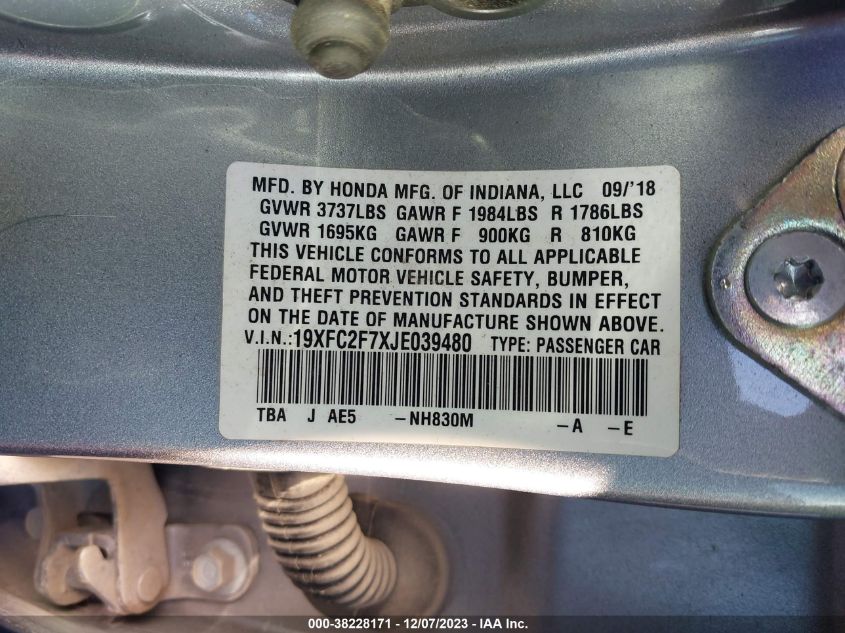 MFD. BY HONDA MFG. OF INDIANA, LLC 09/'18
GVWR 3737LBS GAWR F 1984LBS R 1786LBS
GVWR 1695KG GAWR F 900KG R 810KG
THIS VEHICLE CONFORMS TO ALL APPLICABLE
FEDERAL MOTOR VEHICLE SAFETY, BUMPER,
AND THEFT PREVENTION STANDARDS IN EFFECT
ON THE DATE OF MANUFACTURE SHOWN ABOVE.
V.I.N.:19XFC2F7XJE039480 TYPE: PASSENGER CAR
TBA J AE5 -NH830M -A -E
000-38228171 - 12/07/2023 - IAA Inc.